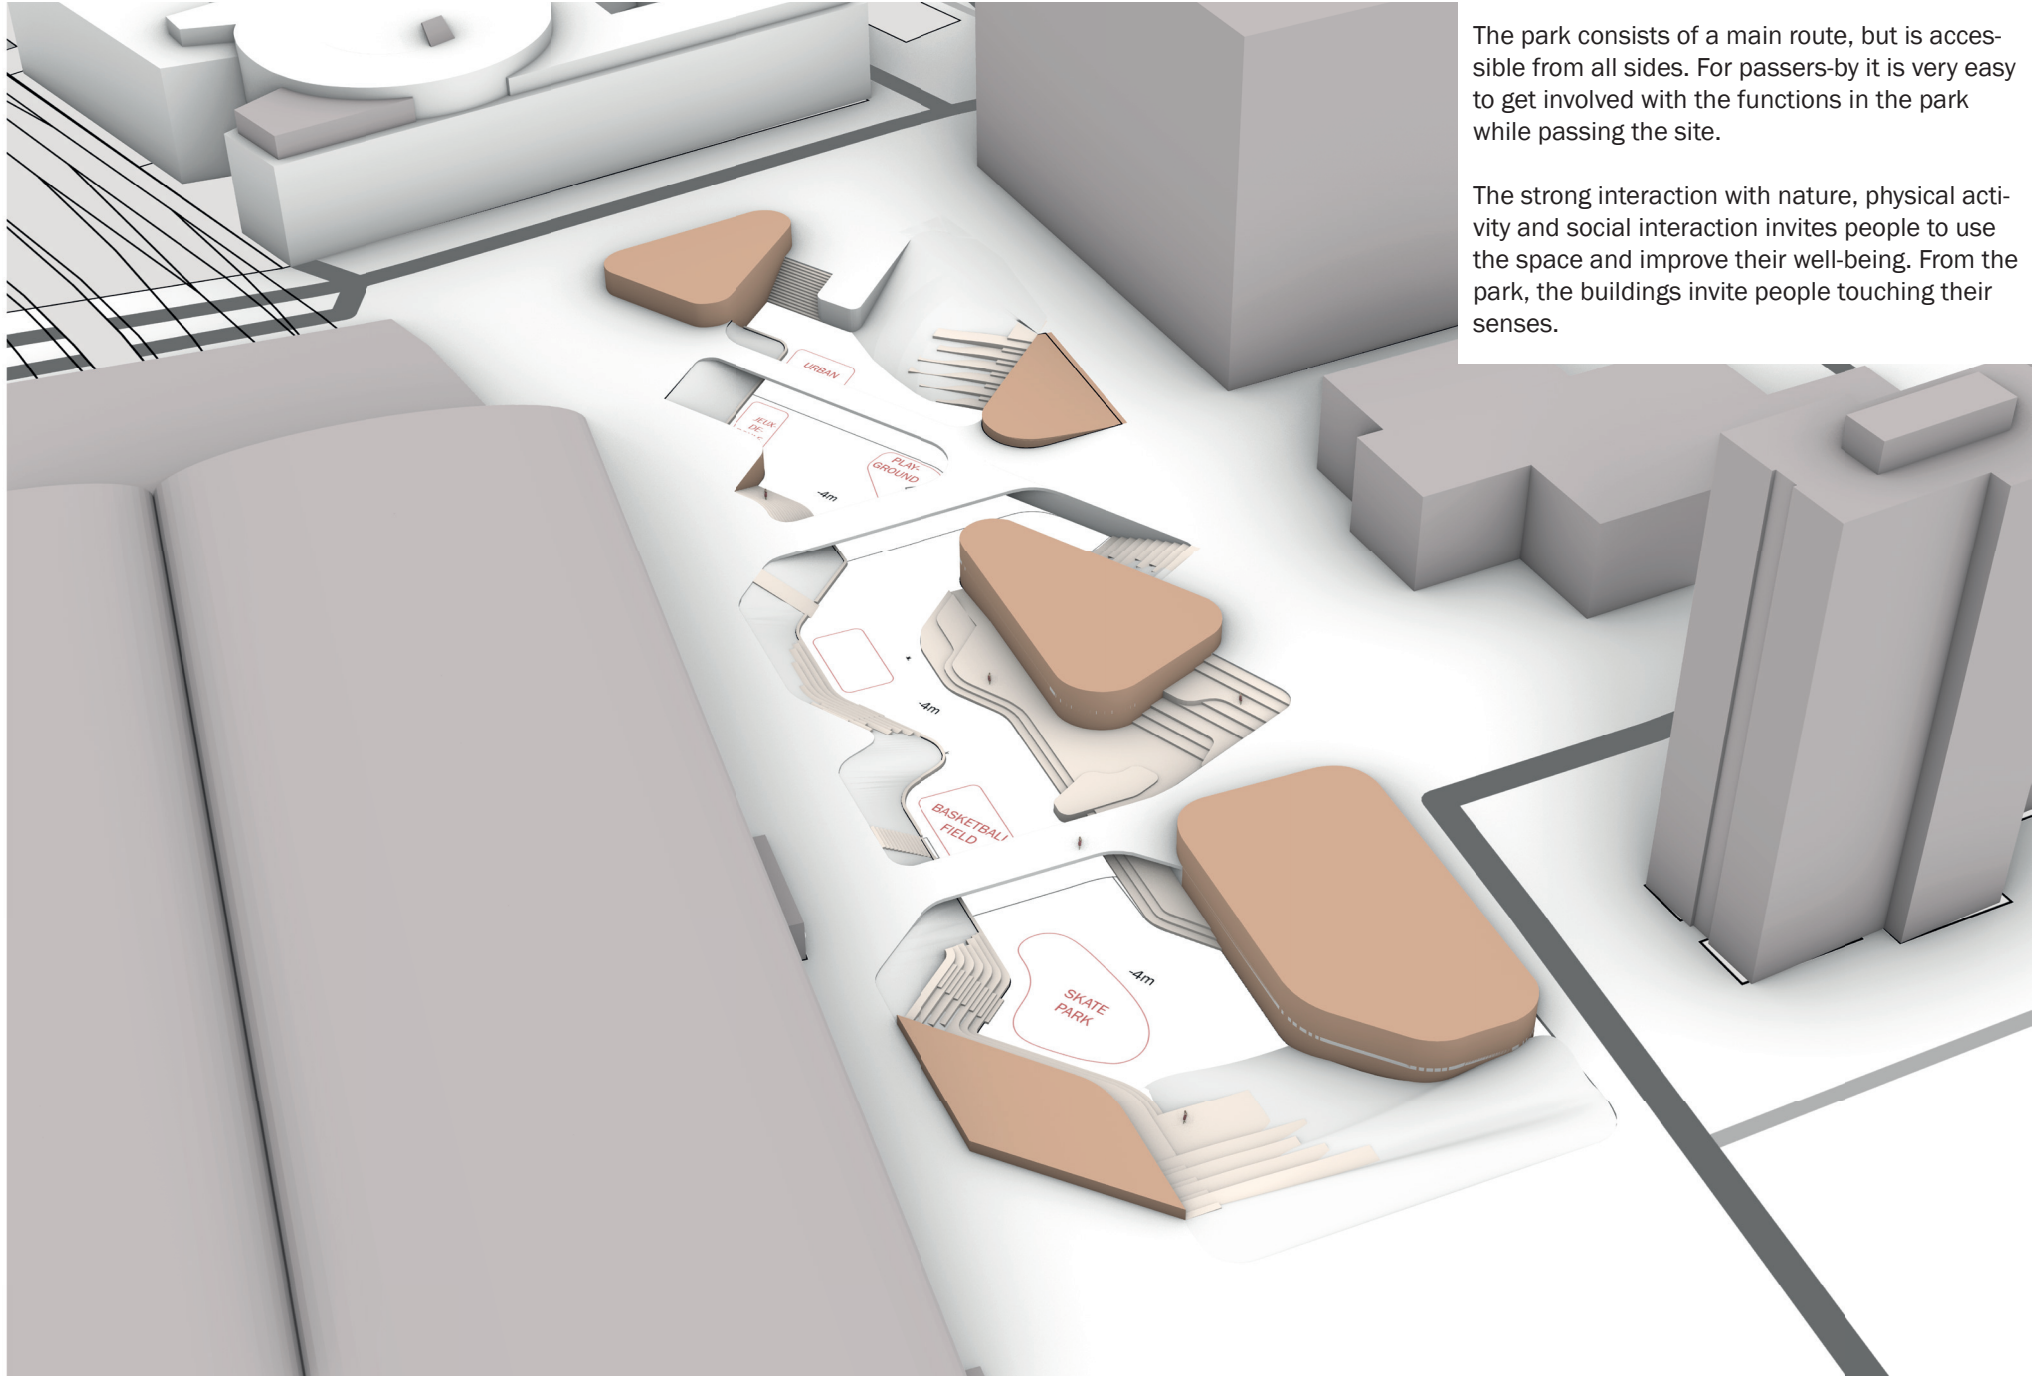 The park consists of a main route, but is acces-
sible from all sides. For passers-by it is very easy
to get involved with the functions in the park
while passing the site.
The strong interaction with nature, physical acti-
vity and social interaction invites people to use
the space and improve their well-being. From the
park, the buildings invite people touching their
senses.
URBAN
JEUX-
DE-
PLAY-
GROUND
-4m
-4m
BASKETBALL
FIELD
-4m
SKATE
PARK